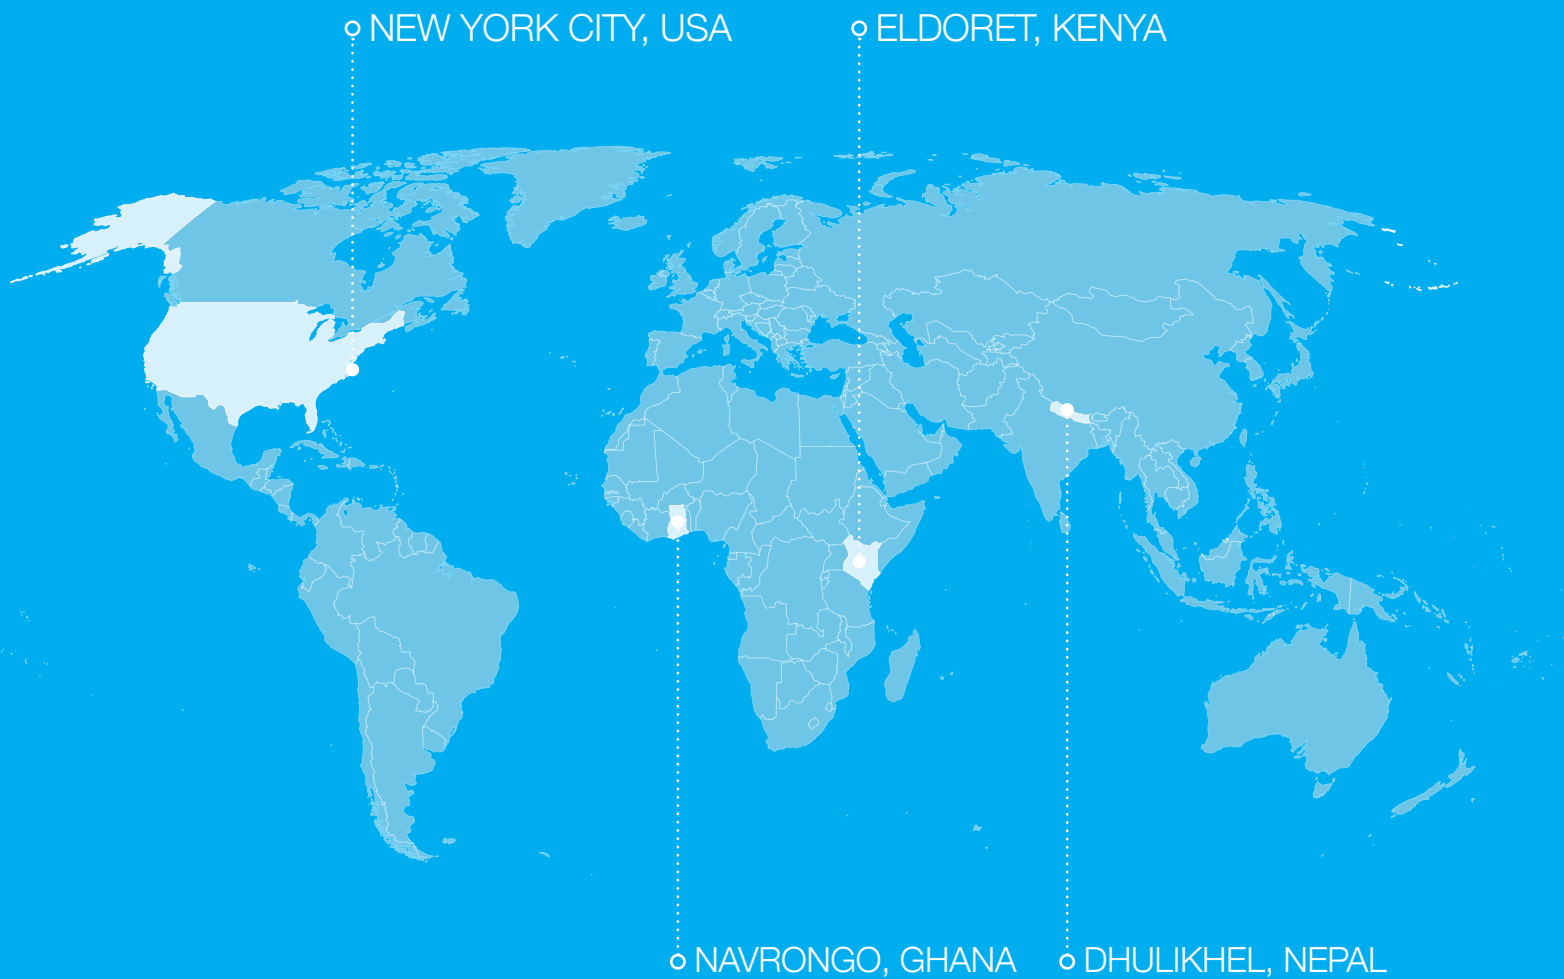 NEW YORK CITY, USA
ELDORET, KENYA
NAVRONGO, GHANA
DHULIKHEL, NEPAL